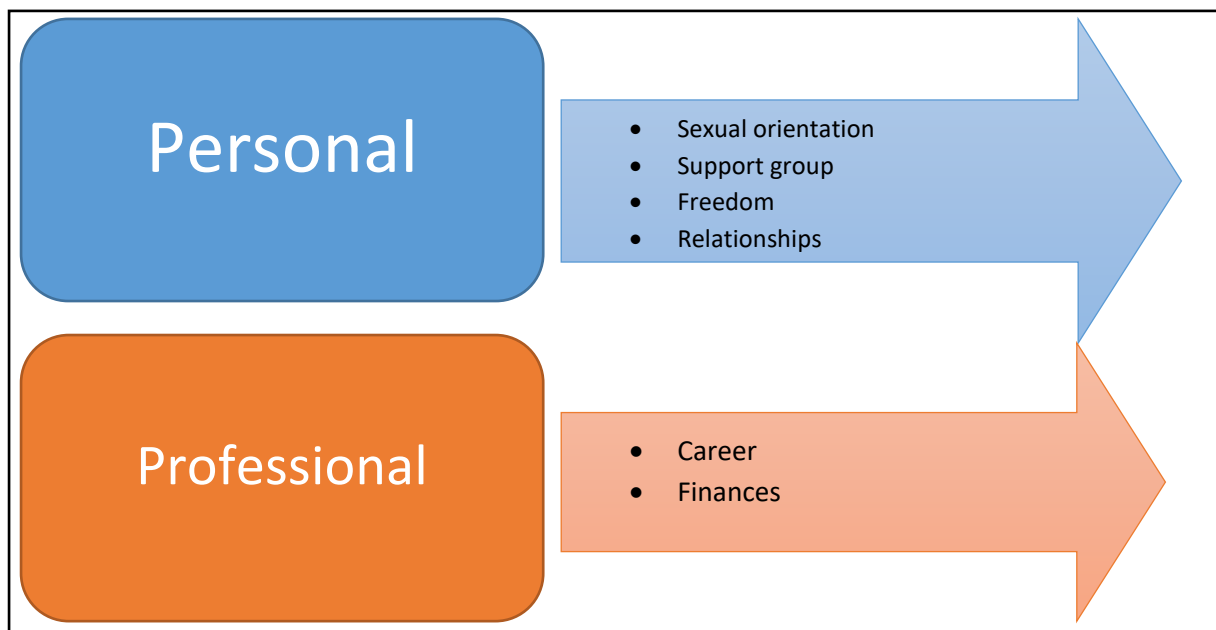 Personal
• Sexual orientation
• Support group
• Freedom
• Relationships
Professional
• Career
• Finances